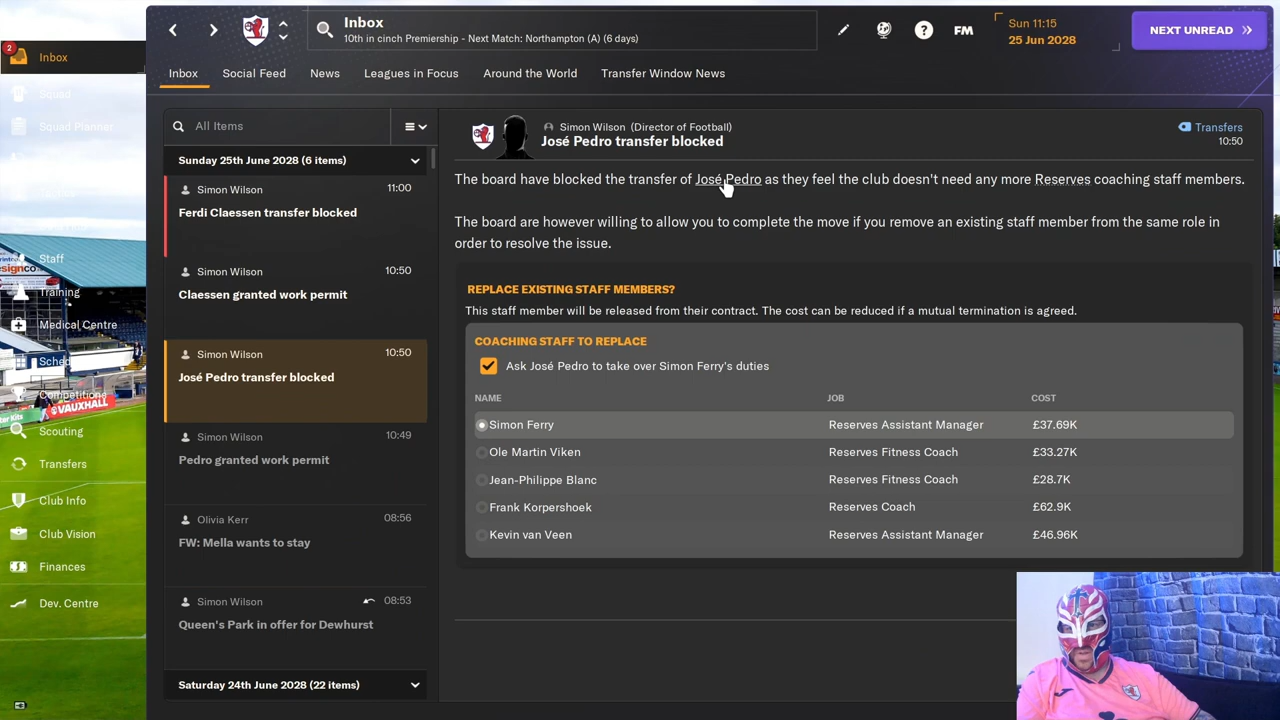 Inbox
10th in cinch Premiership - Next Match: Northampton (A) (6 days)
FM
Sun 11:15
25 Jun 2028
NEXT UNREAD
2
Inbox
Squad
Squad Planner
Staff
Training
Medical Centre
Sched
Competitions
Scouting
Transfers
Club Info
Club Vision
Finances
Dev. Centre
VAUXHALL
Inbox
Social Feed
News
Leagues in Focus
Around the World
Transfer Window News
All Items
Sunday 25th June 2028 (6 items)
Simon Wilson 11:00
Ferdi Claessen transfer blocked
Simon Wilson 10:50
Claessen granted work permit
Simon Wilson 10:50
José Pedro transfer blocked
Simon Wilson 10:49
Pedro granted work permit
Olivia Kerr 08:56
FW: Mella wants to stay
Simon Wilson 08:53
Queen's Park in offer for Dewhurst
Saturday 24th June 2028 (22 items)
Simon Wilson (Director of Football)
José Pedro transfer blocked
Transfers
10:50
The board have blocked the transfer of José Pedro as they feel the club doesn't need any more Reserves coaching staff members.
The board are however willing to allow you to complete the move if you remove an existing staff member from the same role in
order to resolve the issue.
REPLACE EXISTING STAFF MEMBERS?
This staff member will be released from their contract. The cost can be reduced if a mutual termination is agreed.
COACHING STAFF TO REPLACE
Ask José Pedro to take over Simon Ferry's duties
NAME JOB COST
Simon Ferry Reserves Assistant Manager £37.69K
Ole Martin Viken Reserves Fitness Coach £33.27K
Jean-Philippe Blanc Reserves Fitness Coach £28.7K
Frank Korpershoek Reserves Coach £62.9K
Kevin van Veen Reserves Assistant Manager £46.96K